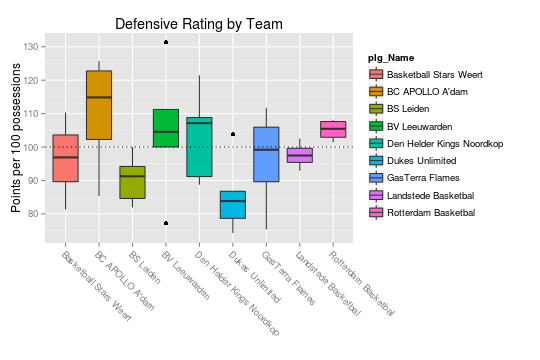 Defensive Rating by Team
Points per 100 possessions
130
120
110
100
90
80
Basketball Stars Weert
BC APOLLO A'dam
BS Leiden
BV Leeuwarden
Den Helder Kings Noordkop
Dukes Unlimited
GasTerra Flames
Landstede Basketbal
Rotterdam Basketbal
plg_Name
Basketball Stars Weert
BC APOLLO A'dam
BS Leiden
BV Leeuwarden
Den Helder Kings Noordkop
Dukes Unlimited
GasTerra Flames
Landstede Basketbal
Rotterdam Basketbal